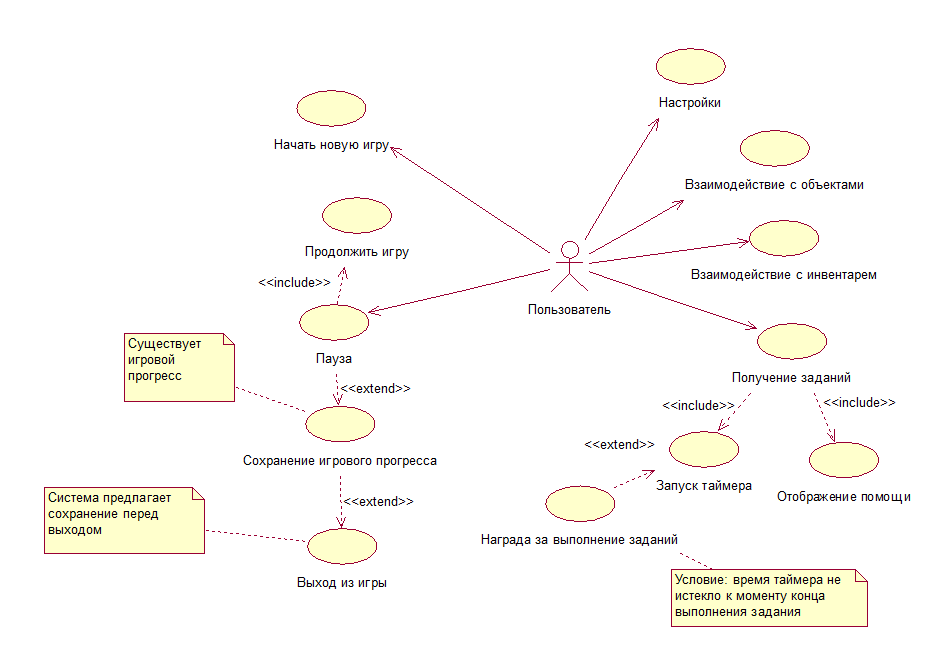 Настройки
Начать новую игру
Взаимодействие с объектами
Продолжить игру
<<include>>
Взаимодействие с инвентарем
Пользователь
Существует
игровой
прогресс
Пауза
<<extend>>
Получение заданий
<<include>>
<<include>>
Сохранение игрового прогресса
<<extend>>
Запуск таймера
Отображение помощи
Система предлагает
сохранение перед
выходом
<<extend>>
Награда за выполнение заданий
Выход из игры
Условие: время таймера не
истекло к моменту конца
выполнения задания